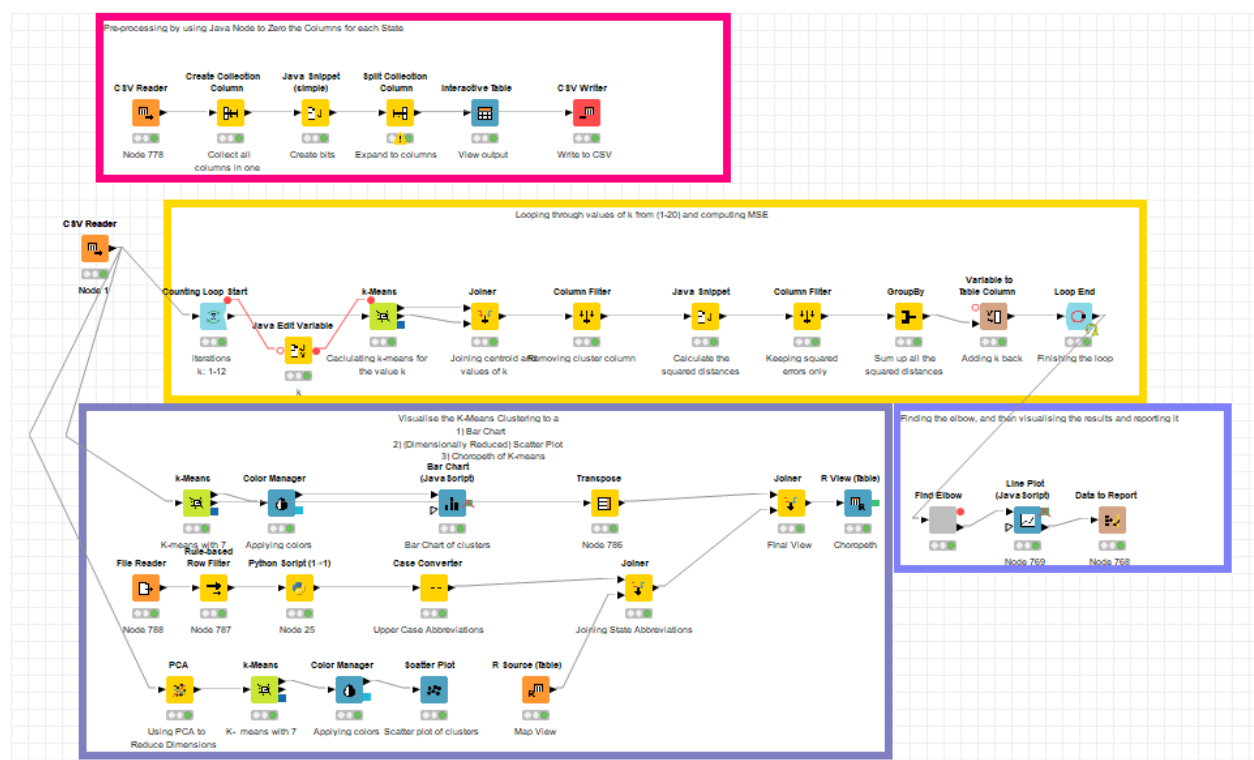 Pre-processing by using Java Node to Zero the Columns for each State
Create Collection Java Snippet Split Collection
CSV Reader Column (simple) Column Interactive Table CSV Writer
Node 778 Collect all Create bits Expand to columns View output Write to CSV
columns in one
Looping through values of k from (1-20) and computing MSE
CSV Reader
Node 1
Variable to
Counting Loop Start k-Means Joiner Column Filter Java Snippet Column Filter GroupBy Table Column Loop End
Java Edit Variable
Iterations Caclulating k-means for Joining centroid and Removing cluster column Calculate the Keeping squared Sum up all the Adding k back Finishing the loop
k: 1-12 the value k values of k squared distances errors only squared distances
k
Visualise the K-Means Clustering to a
1) Bar Chart
2) (Dimensionally Reduced) Scatter Plot
3) Choropeth of K-means
Finding the elbow, and then visualising the results and reporting it
Bar Chart
k-Means Color Manager (JavaScript) Transpose Joiner R View (Table)
K-means with 7 Applying colors Bar Chart of clusters Node 786 Final View Choropeth
Line Plot
Find Elbow (JavaScript) Data to Report
Node 769 Node 768
Rule-based
File Reader Row Filter Python Script (1→1) Case Converter Joiner
Node 788 Node 787 Node 25 Upper Case Abbreviations Joining State Abbreviations
PCA k-Means Color Manager Scatter Plot R Source (Table)
Using PCA to K- means with 7 Applying colors Scatter plot of clusters Map View
Reduce Dimensions